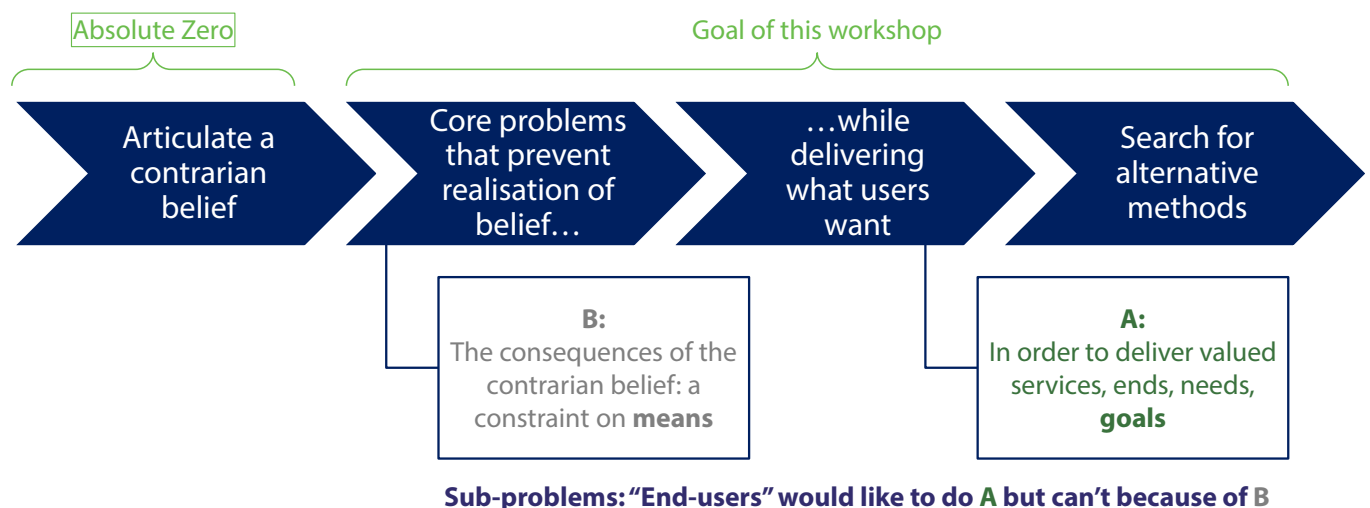 Absolute Zero
Goal of this workshop
Articulate a
contrarian
belief
Core problems
that prevent
realisation of
belief…
…while
delivering
what users
want
Search for
alternative
methods
B:
The consequences of the
contrarian belief: a
constraint on means
A:
In order to deliver valued
services, ends, needs,
goals
Sub-problems: “End-users” would like to do A but can’t because of B